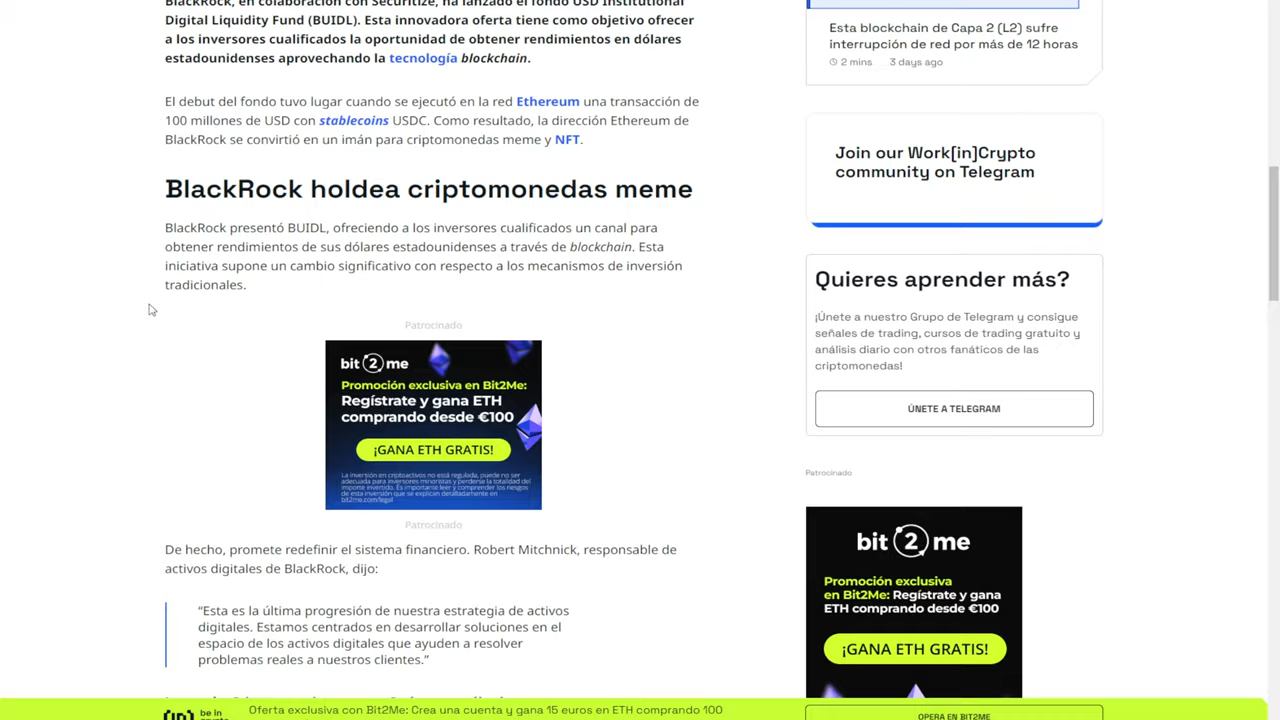 BlackRock, en colaboración con Securitize, ha lanzado el fondo USD Institutional
Digital Liquidity Fund (BUIDL). Esta innovadora oferta tiene como objetivo ofrecer
a los inversores cualificados la oportunidad de obtener rendimientos en dólares
estadounidenses aprovechando la tecnología blockchain.
El debut del fondo tuvo lugar cuando se ejecutó en la red Ethereum una transacción de
100 millones de USD con stablecoins USDC. Como resultado, la dirección Ethereum de
BlackRock se convirtió en un imán para criptomonedas meme y NFT.
BlackRock holdea criptomonedas meme
BlackRock presentó BUIDL, ofreciendo a los inversores cualificados un canal para
obtener rendimientos de sus dólares estadounidenses a través de blockchain. Esta
iniciativa supone un cambio significativo con respecto a los mecanismos de inversión
tradicionales.
Patrocinado
bit 2 me
Promoción exclusiva en Bit2Me:
Regístrate y gana ETH
comprando desde €100
¡GANA ETH GRATIS!
La inversión en criptoactivos no está regulada, puede no ser
adecuada para inversores minoristas y perderse la totalidad del
importe invertido. Es importante leer y comprender los riesgos
de esta inversión que se explican detalladamente en
bit2me.com/legal
Patrocinado
De hecho, promete redefinir el sistema financiero. Robert Mitchnick, responsable de
activos digitales de BlackRock, dijo:
“Esta es la última progresión de nuestra estrategia de activos
digitales. Estamos centrados en desarrollar soluciones en el
espacio de los activos digitales que ayuden a resolver
problemas reales a nuestros clientes.”
Esta blockchain de Capa 2 (L2) sufre
interrupción de red por más de 12 horas
2 mins 3 days ago
Join our Work[in]Crypto
community on Telegram
Quieres aprender más?
¡Únete a nuestro Grupo de Telegram y consigue
señales de trading, cursos de trading gratuito y
análisis diario con otros fanáticos de las
criptomonedas!
ÚNETE A TELEGRAM
Patrocinado
bit 2 me
Promoción exclusiva
en Bit2Me: Regístrate y gana
ETH comprando desde €100
¡GANA ETH GRATIS!
OPERA EN BIT2ME
be in
Oferta exclusiva con Bit2Me: Crea una cuenta y gana 15 euros en ETH comprando 100